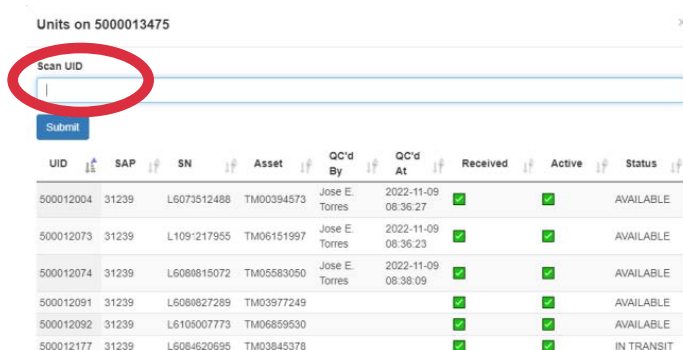 Units on 5000013475
Scan UID
Submit
UID SAP SN Asset QC'd By QC'd At Received Active Status
500012004 31239 L6073512488 TM00394573 Jose E. Torres 2022-11-09 08:36:27 AVAILABLE
500012073 31239 L1091217955 TM06151997 Jose E. Torres 2022-11-09 08:36:23 AVAILABLE
500012074 31239 L6080815072 TM05583050 Jose E. Torres 2022-11-09 08:38:09 AVAILABLE
500012091 31239 L6080827289 TM03977249 AVAILABLE
500012092 31239 L6105007773 TM06859530 AVAILABLE
500012177 31239 L6084620695 TM03845378 IN TRANSIT